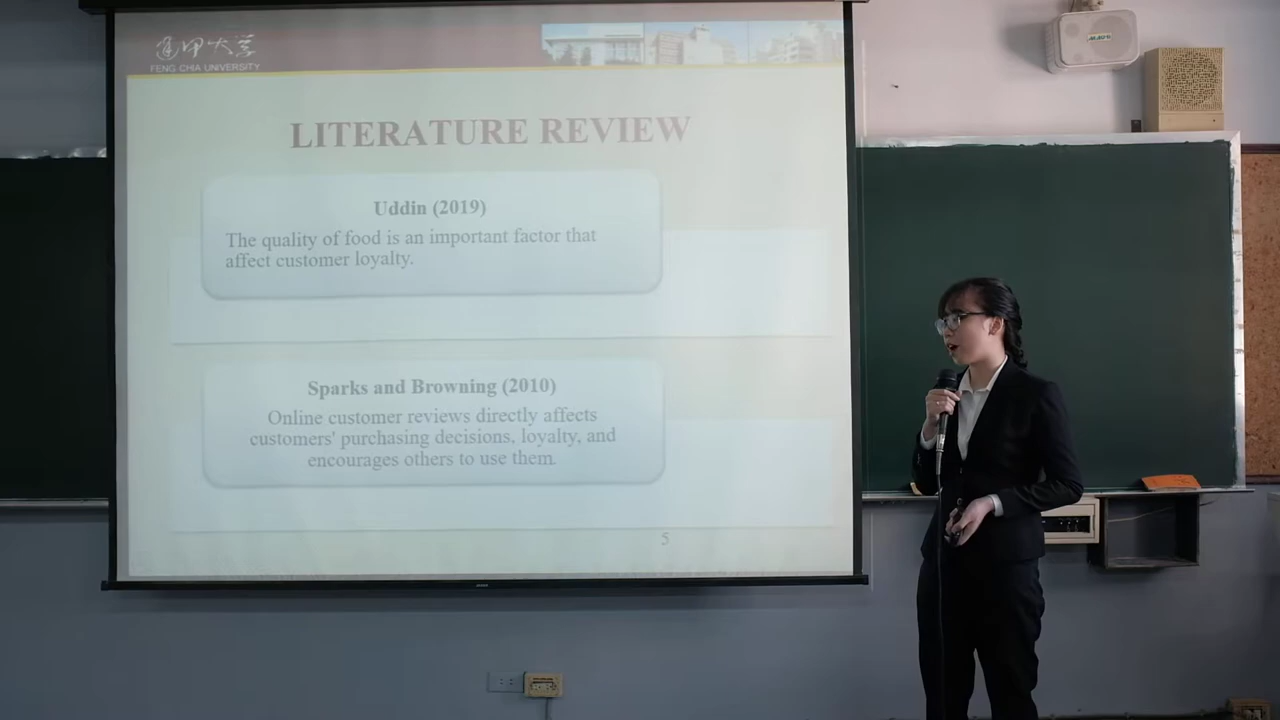 逢甲大學
FENG CHIA UNIVERSITY
LITERATURE REVIEW
Uddin (2019)
The quality of food is an important factor that
affect customer loyalty.
Sparks and Browning (2010)
Online customer reviews directly affects
customers' purchasing decisions, loyalty, and
encourages others to use them.
5